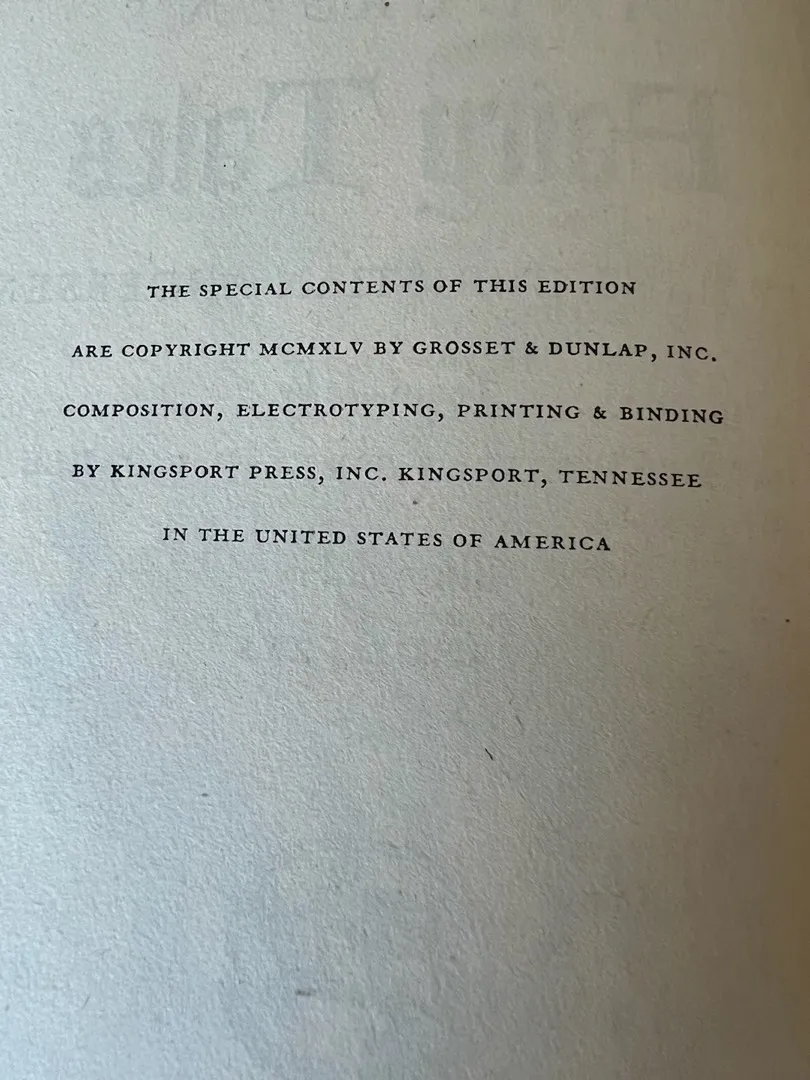 THE SPECIAL CONTENTS OF THIS EDITION
ARE COPYRIGHT MCMXLV BY GROSSET & DUNLAP, INC.
COMPOSITION, ELECTROTYPING, PRINTING & BINDING
BY KINGSPORT PRESS, INC. KINGSPORT, TENNESSEE
IN THE UNITED STATES OF AMERICA